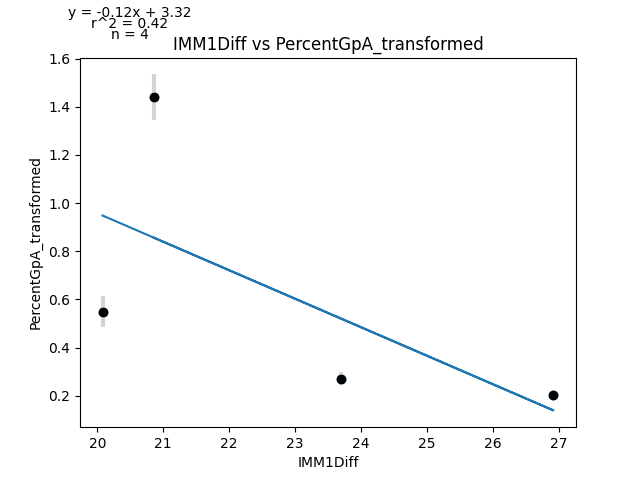 y = -0.12x + 3.32
r^2 = 0.42
n = 4
IMM1Diff vs PercentGpA_transformed
1.6
1.4
1.2
1.0
0.8
0.6
0.4
0.2
PercentGpA_transformed
20 21 22 23 24 25 26 27
IMM1Diff